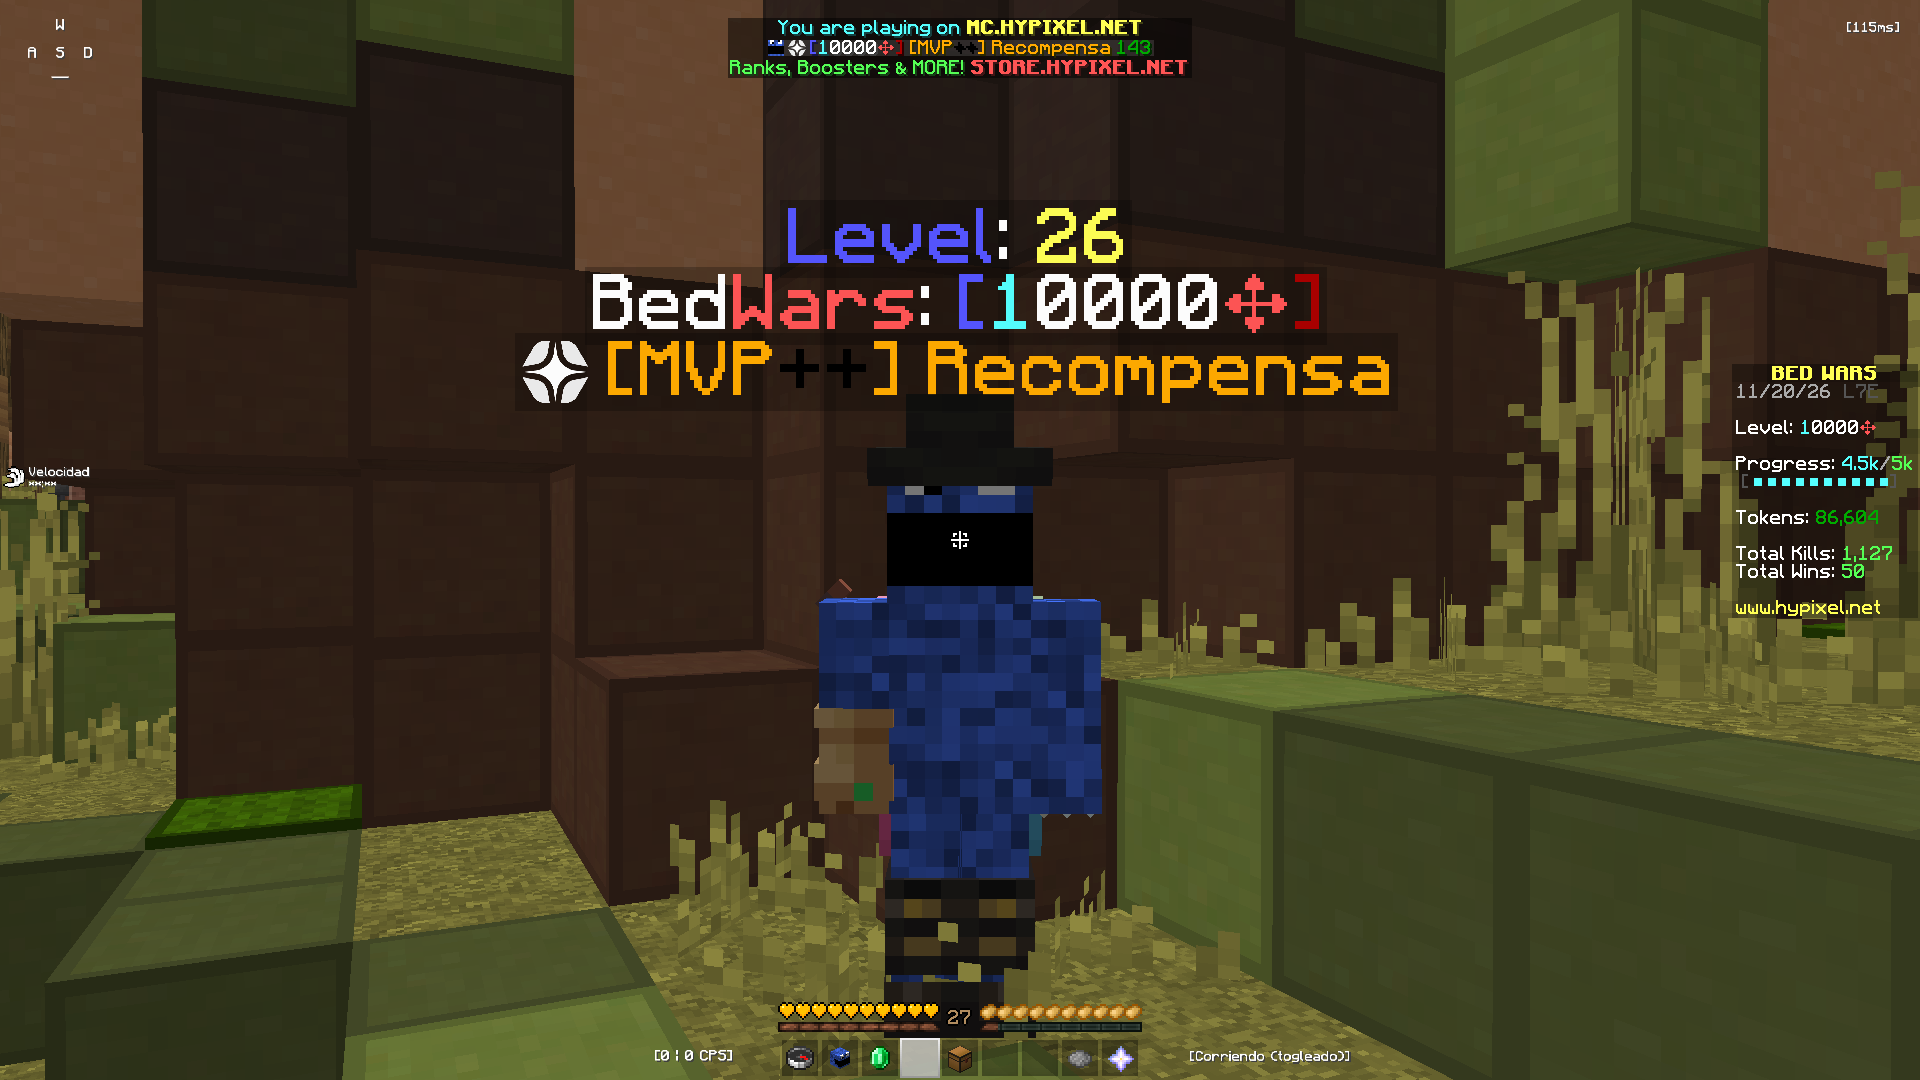 W
A S D
You are playing on MC.HYPIXEL.NET
[10000] [MVP++] Recompensa 143
Ranks, Boosters & MORE! STORE.HYPIXEL.NET
[115ms]
Level: 26
BedWars: [10000]
[MVP++] Recompensa
Velocidad
**:**
BED WARS
11/20/26 L7E
Level: 10000
Progress: 4.5k/5k
Tokens: 86,604
Total Kills: 1,127
Total Wins: 50
www.hypixel.net
27
[0 | 0 CPS]
[Corriendo (togleado)]